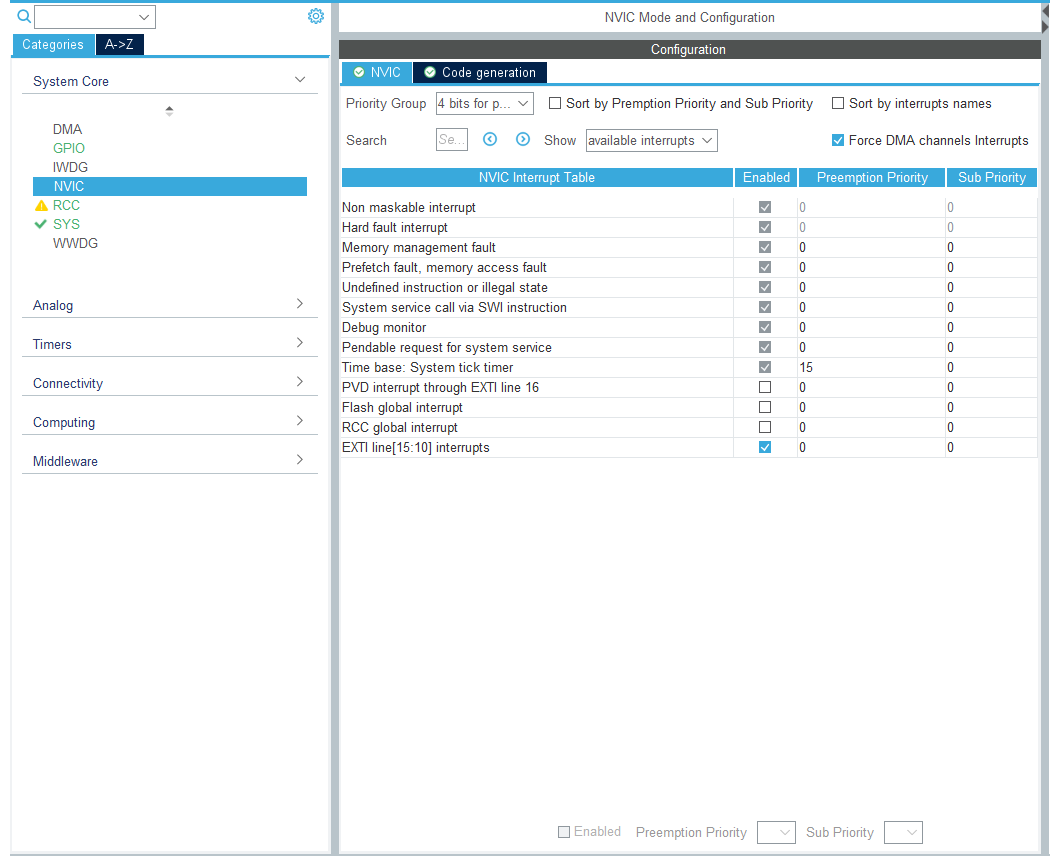 NVIC Mode and Configuration
Categories A->Z
Configuration
System Core
NVIC Code generation
Priority Group 4 bits for p... Sort by Premption Priority and Sub Priority Sort by interrupts names
DMA
GPIO
IWDG
NVIC
RCC
SYS
WWDG
Analog
Timers
Connectivity
Computing
Middleware
Search Se... Show available interrupts Force DMA channels Interrupts
NVIC Interrupt Table Enabled Preemption Priority Sub Priority
Non maskable interrupt 0 0
Hard fault interrupt 0 0
Memory management fault 0 0
Prefetch fault, memory access fault 0 0
Undefined instruction or illegal state 0 0
System service call via SWI instruction 0 0
Debug monitor 0 0
Pendable request for system service 0 0
Time base: System tick timer 15 0
PVD interrupt through EXTI line 16 0 0
Flash global interrupt 0 0
RCC global interrupt 0 0
EXTI line[15:10] interrupts 0 0
Enabled Preemption Priority Sub Priority